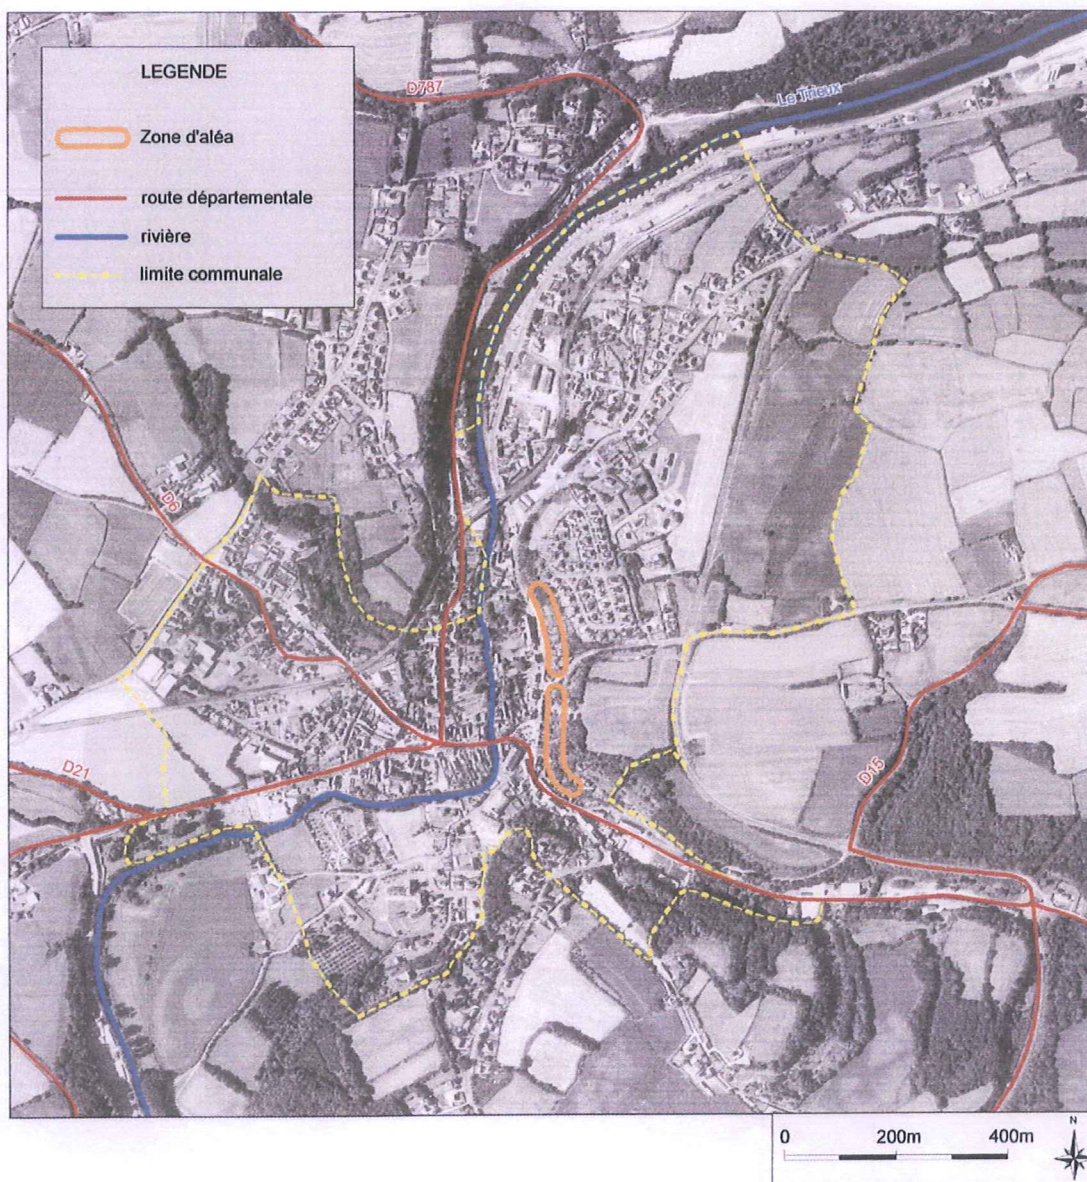 LEGENDE
Zone d'aléa
route départementale
rivière
limite communale
D787
Le Trieux
D6
D21
D15
0 200m 400m
N